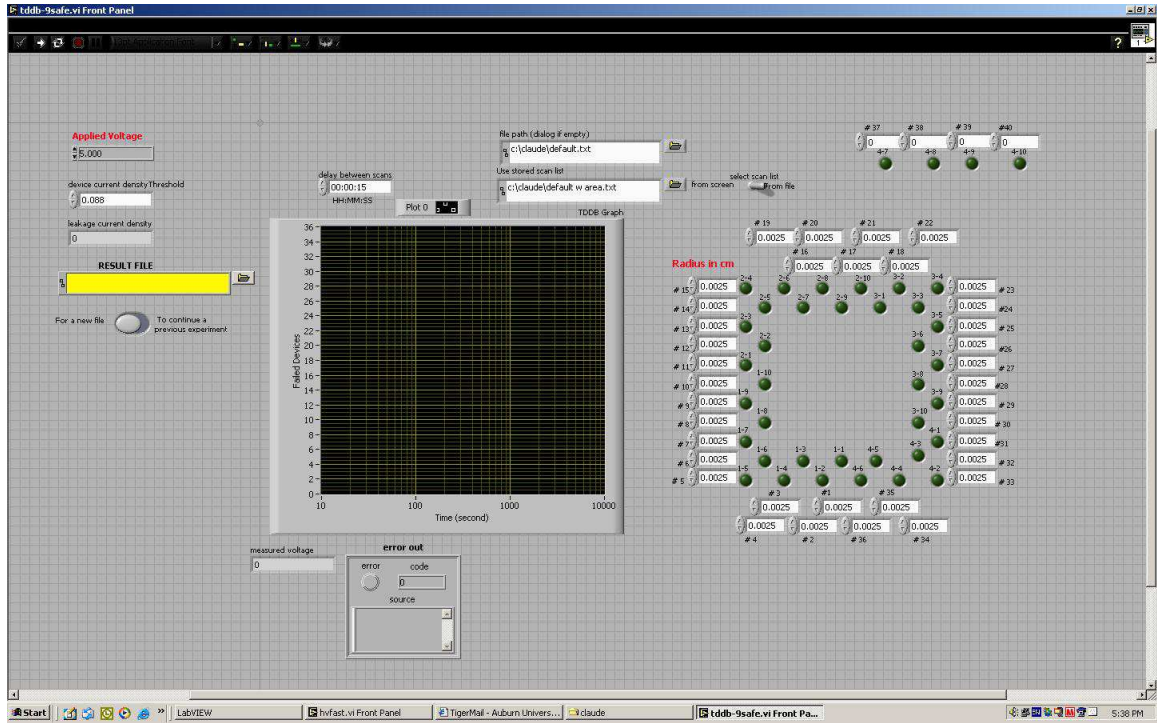 tddb-9safe.vi Front Panel
?
1
Applied Voltage
5.000
device current densityThreshold
0.088
leakage current density
0
RESULT FILE
For a new file
To continue a
previous experiment
delay between scans
00:00:15
HH:MM:SS
file path (dialog if empty)
c:\claude\default.txt
Use stored scan list
c:\claude\default w area.txt
select scan list
from screen
From file
Plot 0
TDDB Graph
36
34
32
30
28
26
24
22
20
18
16
14
12
10
8
6
4
2
0
Failed Devices
10 100 1000 10000
Time (second)
measured voltage
0
error out
error code
0
source
# 37 # 38 # 39 #40
0 0 0 0
4-7 4-8 4-9 4-10
# 19 # 20 # 21 # 22
0.0025 0.0025 0.0025 0.0025
# 16 # 17 # 18
0.0025 0.0025 0.0025
Radius in cm
2-4 2-6 2-8 2-10 3-2 3-4
# 15 0.0025 0.0025 # 23
2-5 2-7 2-9 3-1 3-3
# 14 0.0025 0.0025 #24
2-3 3-5
# 13 0.0025 0.0025 # 25
2-2 3-6
# 12 0.0025 0.0025 #26
2-1 3-7
# 11 0.0025 0.0025 # 27
1-10 3-8
# 10 0.0025 0.0025 #28
1-9 3-9
# 9 0.0025 0.0025 # 29
1-8 3-10
# 8 0.0025 0.0025 # 30
1-7 4-1
# 7 0.0025 0.0025 #31
1-6 1-3 1-1 4-5 4-3
# 6 0.0025 0.0025 # 32
1-5 1-4 1-2 4-6 4-4 4-2
# 5 0.0025 0.0025 # 33
# 3 #1 # 35
0.0025 0.0025 0.0025
0.0025 0.0025 0.0025 0.0025
# 4 # 2 # 36 # 34
Start
»
LabVIEW
hvfast.vi Front Panel
TigerMail - Auburn Univers...
claude
tddb-9safe.vi Front Pa...
5:38 PM